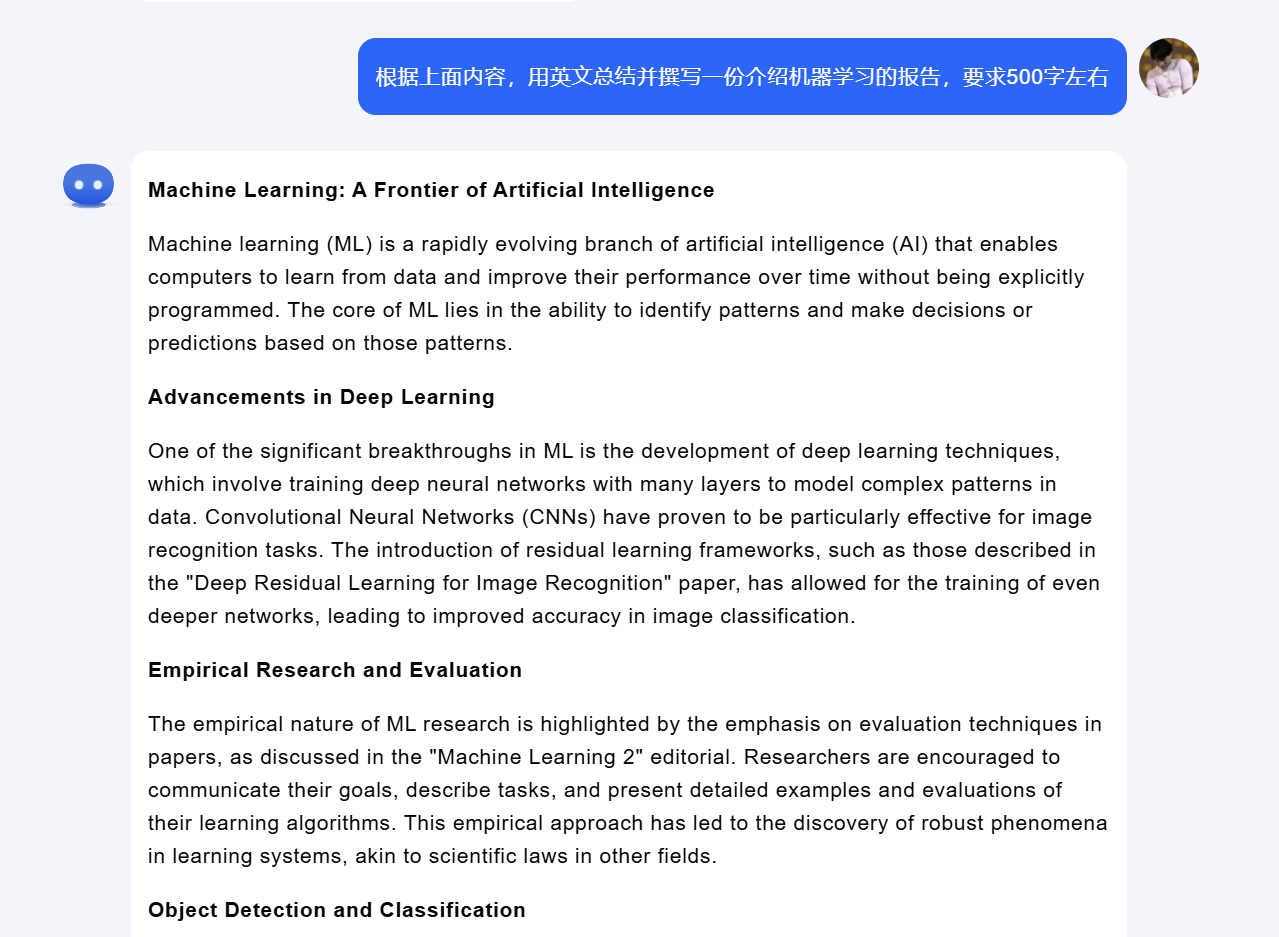 根据上面内容，用英文总结并撰写一份介绍机器学习的报告，要求500字左右
Machine Learning: A Frontier of Artificial Intelligence
Machine learning (ML) is a rapidly evolving branch of artificial intelligence (AI) that enables
computers to learn from data and improve their performance over time without being explicitly
programmed. The core of ML lies in the ability to identify patterns and make decisions or
predictions based on those patterns.
Advancements in Deep Learning
One of the significant breakthroughs in ML is the development of deep learning techniques,
which involve training deep neural networks with many layers to model complex patterns in
data. Convolutional Neural Networks (CNNs) have proven to be particularly effective for image
recognition tasks. The introduction of residual learning frameworks, such as those described in
the "Deep Residual Learning for Image Recognition" paper, has allowed for the training of even
deeper networks, leading to improved accuracy in image classification.
Empirical Research and Evaluation
The empirical nature of ML research is highlighted by the emphasis on evaluation techniques in
papers, as discussed in the "Machine Learning 2" editorial. Researchers are encouraged to
communicate their goals, describe tasks, and present detailed examples and evaluations of
their learning algorithms. This empirical approach has led to the discovery of robust phenomena
in learning systems, akin to scientific laws in other fields.
Object Detection and Classification